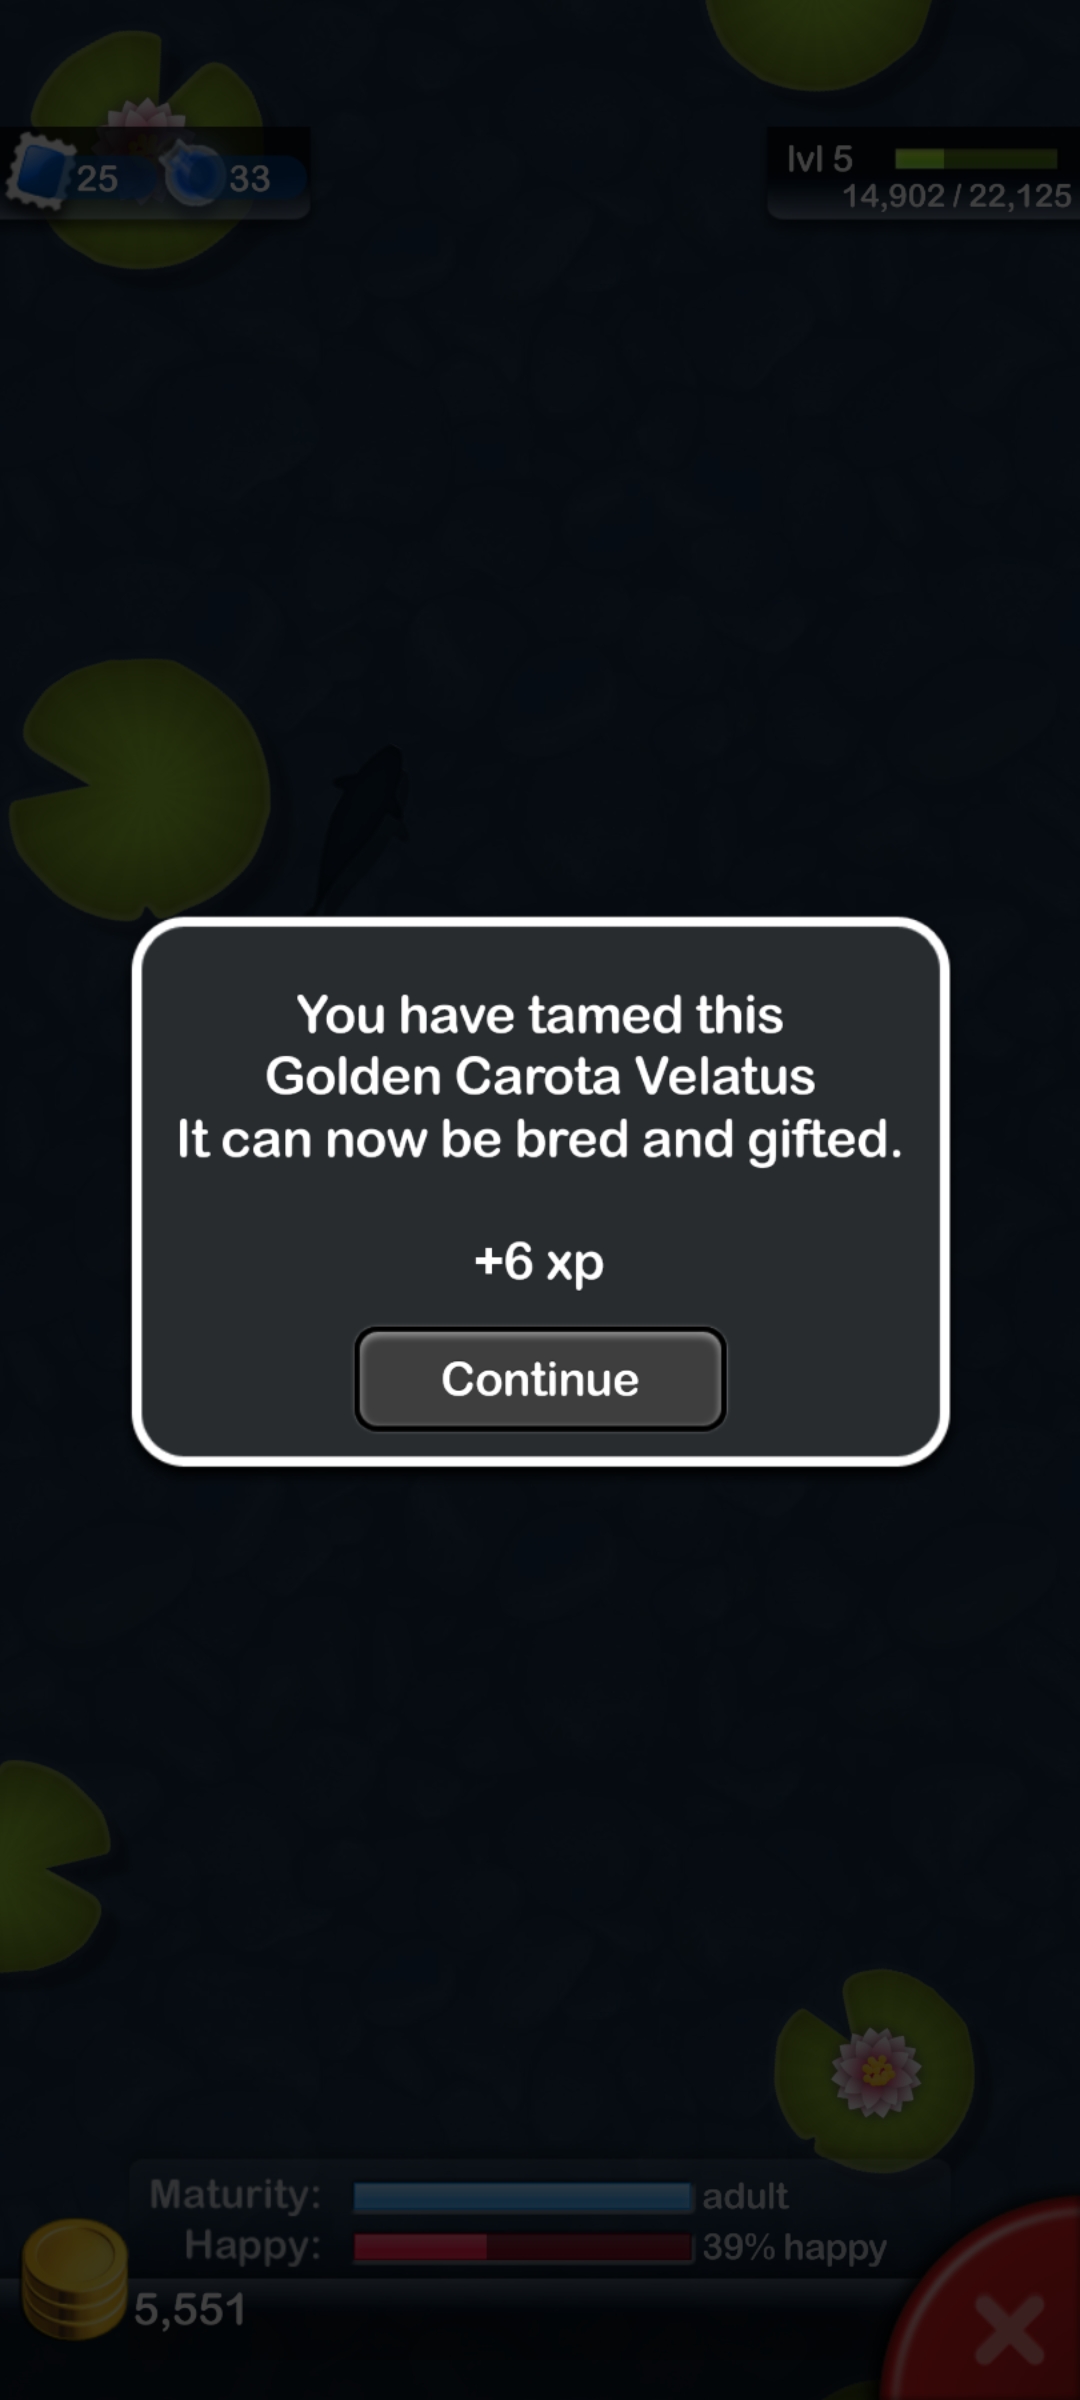 25
33
lvl 5
14,902 / 22,125
You have tamed this
Golden Carota Velatus
It can now be bred and gifted.
+6 xp
Continue
Maturity: adult
Happy: 39% happy
5,551